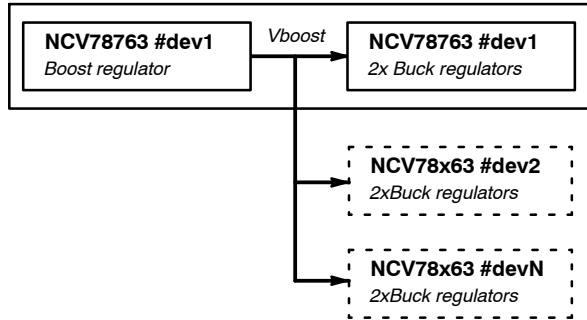 NCV78763 #dev1
Boost regulator
Vboost
NCV78763 #dev1
2x Buck regulators
NCV78x63 #dev2
2xBuck regulators
NCV78x63 #devN
2xBuck regulators